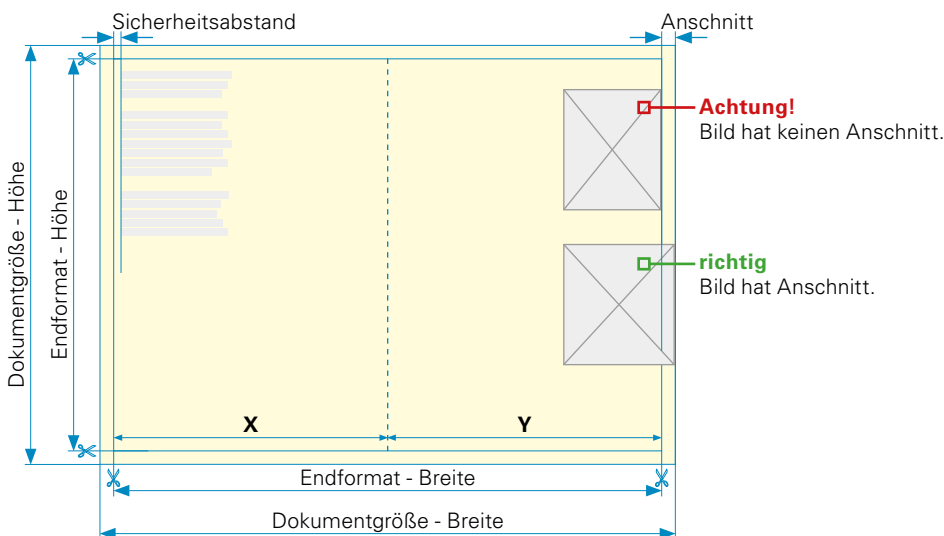 Sicherheitsabstand
Anschnitt
Achtung!
Bild hat keinen Anschnitt.
Dokumentgröße - Höhe
Endformat - Höhe
richtig
Bild hat Anschnitt.
X
Y
Endformat - Breite
Dokumentgröße - Breite